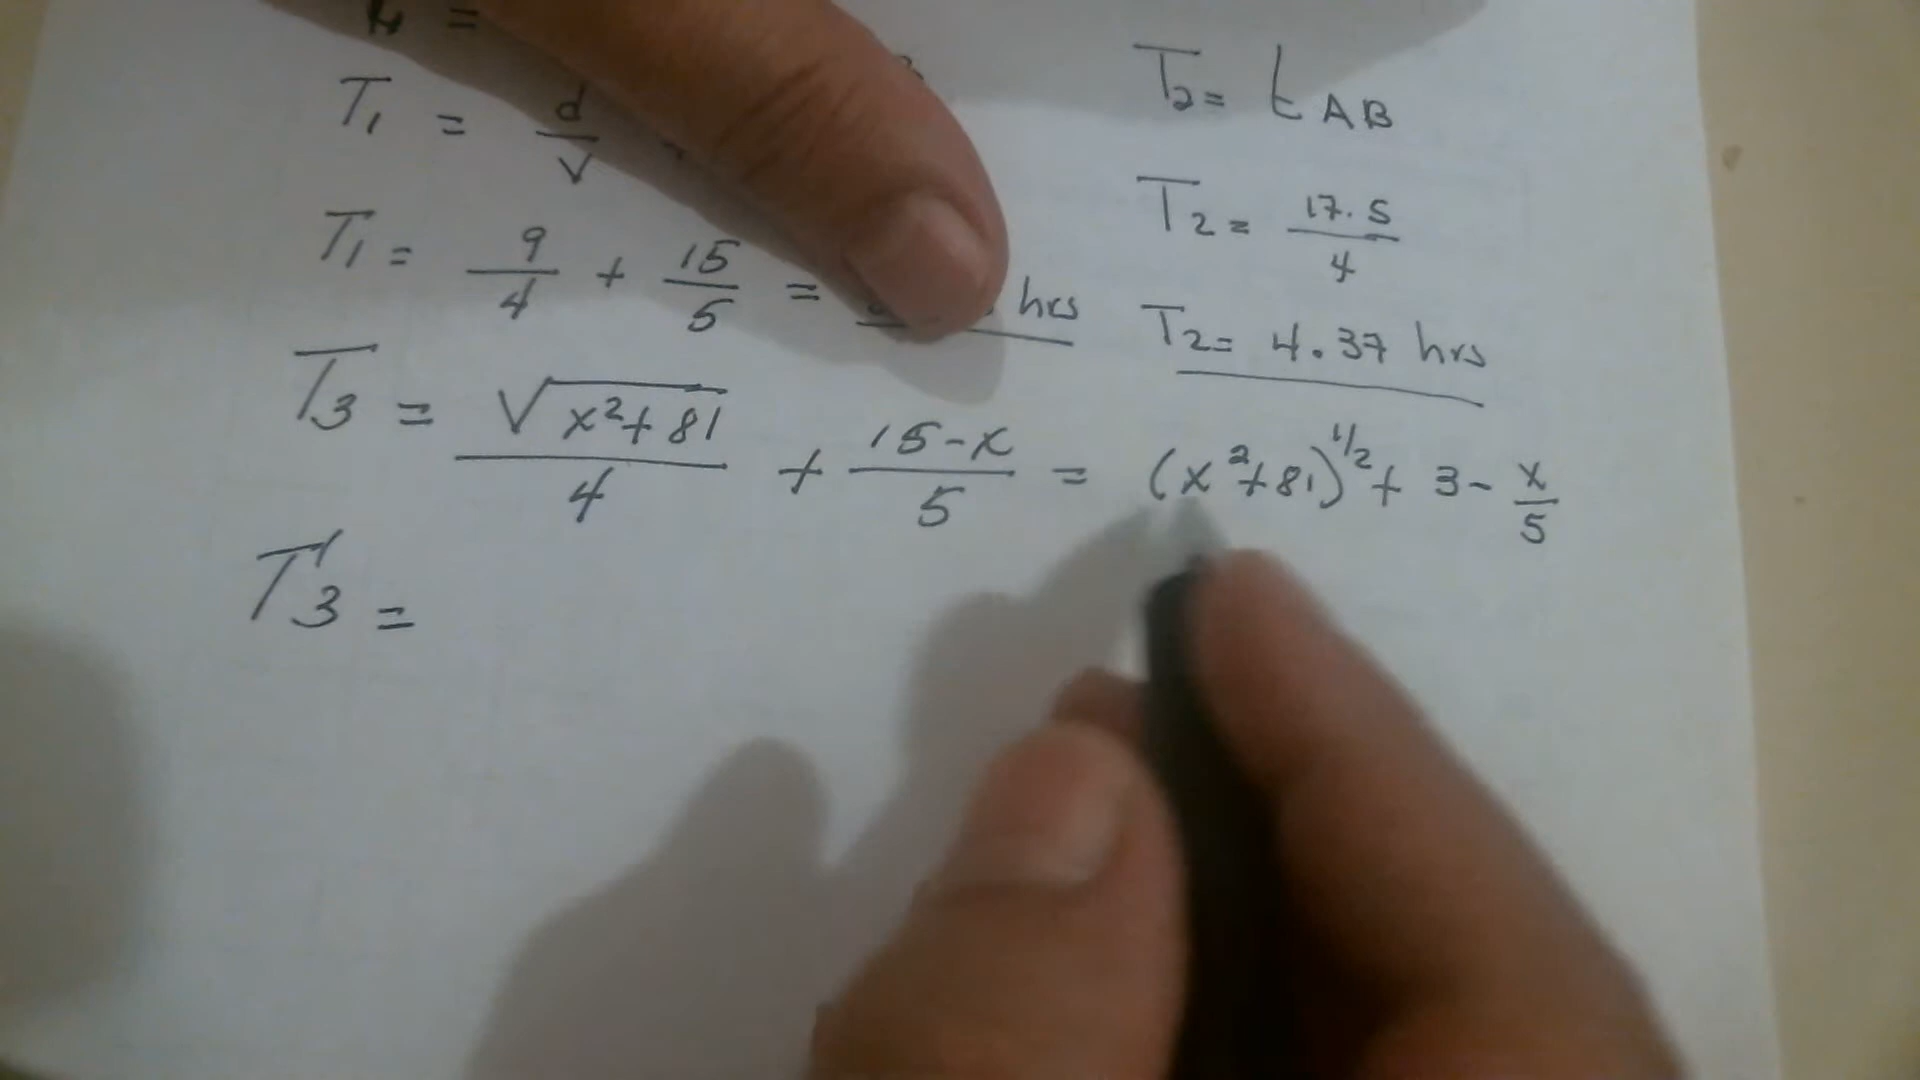 =
T₁ = d/V
T₂ = t AB
T₁ = 9/4 + 15/5 = hrs
T₂ = 17.5/4
T₂ = 4.37 hrs
T₃ = √(x²+81)/4 + 15-x/5 = (x²+81)^1/2 + 3 - x/5
T'₃ =